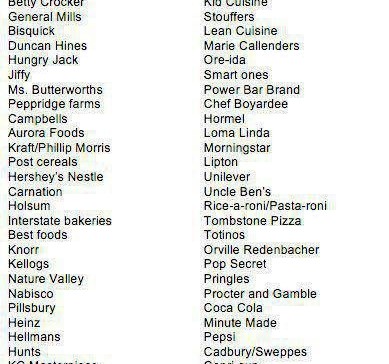 Betty Crocker
General Mills
Bisquick
Duncan Hines
Hungry Jack
Jiffy
Ms. Butterworths
Peppridge farms
Campbells
Aurora Foods
Kraft/Phillip Morris
Post cereals
Hershey's Nestle
Carnation
Holsum
Interstate bakeries
Best foods
Knorr
Kellogs
Nature Valley
Nabisco
Pillsbury
Heinz
Hellmans
Hunts
KC Masterpiece
Kid Cuisine
Stouffers
Lean Cuisine
Marie Callenders
Ore-ida
Smart ones
Power Bar Brand
Chef Boyardee
Hormel
Loma Linda
Morningstar
Lipton
Unilever
Uncle Ben's
Rice-a-roni/Pasta-roni
Tombstone Pizza
Totinos
Orville Redenbacher
Pop Secret
Pringles
Procter and Gamble
Coca Cola
Minute Made
Pepsi
Cadbury/Sweppes
Capri sun